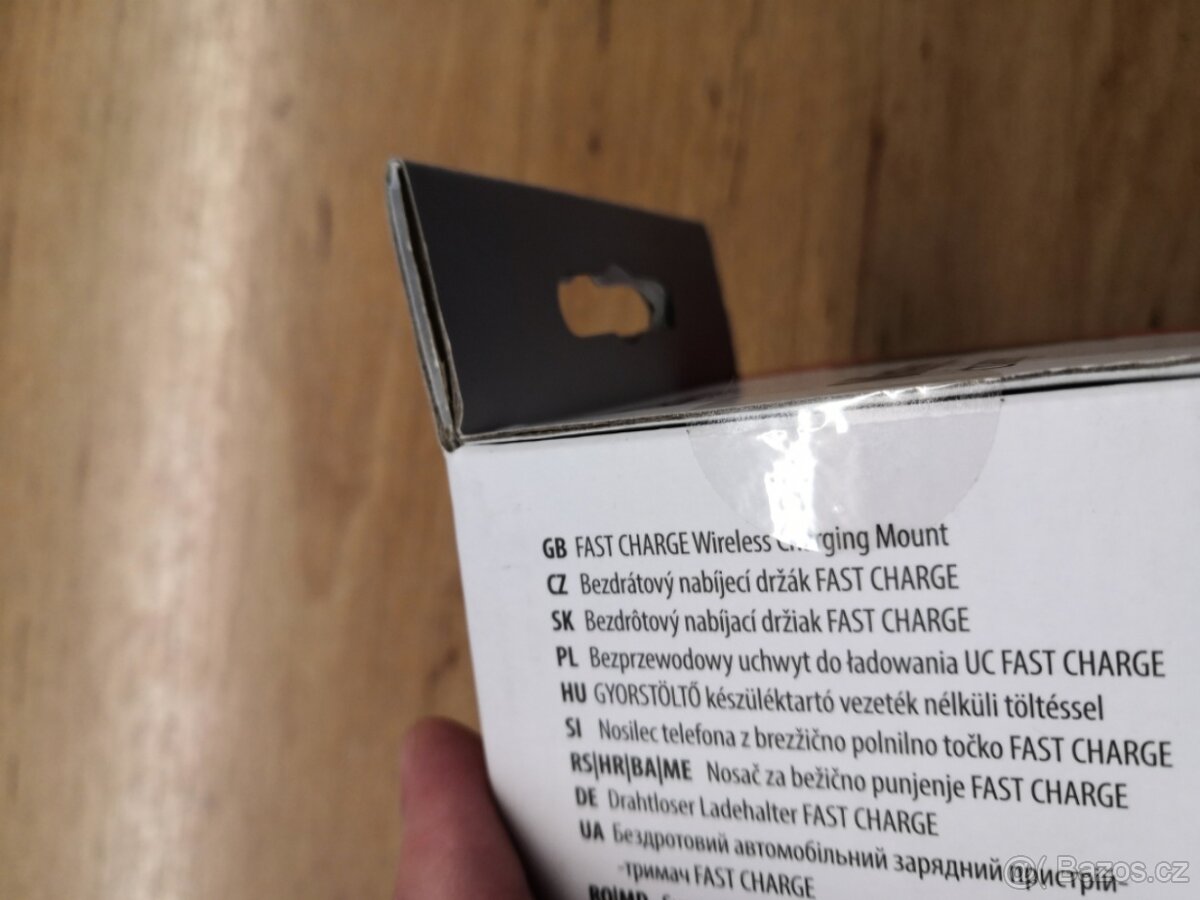 GB FAST CHARGE Wireless Charging Mount
CZ Bezdrátový nabíjecí držák FAST CHARGE
SK Bezdrôtový nabíjací držiak FAST CHARGE
PL Bezprzewodowy uchwyt do ładowania UC FAST CHARGE
HU GYORSTÖLTŐ készüléktartó vezeték nélküli töltéssel
SI Nosilec telefona z brezžično polnilno točko FAST CHARGE
RS|HR|BA|ME Nosač za bežično punjenje FAST CHARGE
DE Drahtloser Ladehalter FAST CHARGE
UA Бездротовий автомобільний зарядний пристрій-
-тримач FAST CHARGE
RO|MD
Bazos.cz